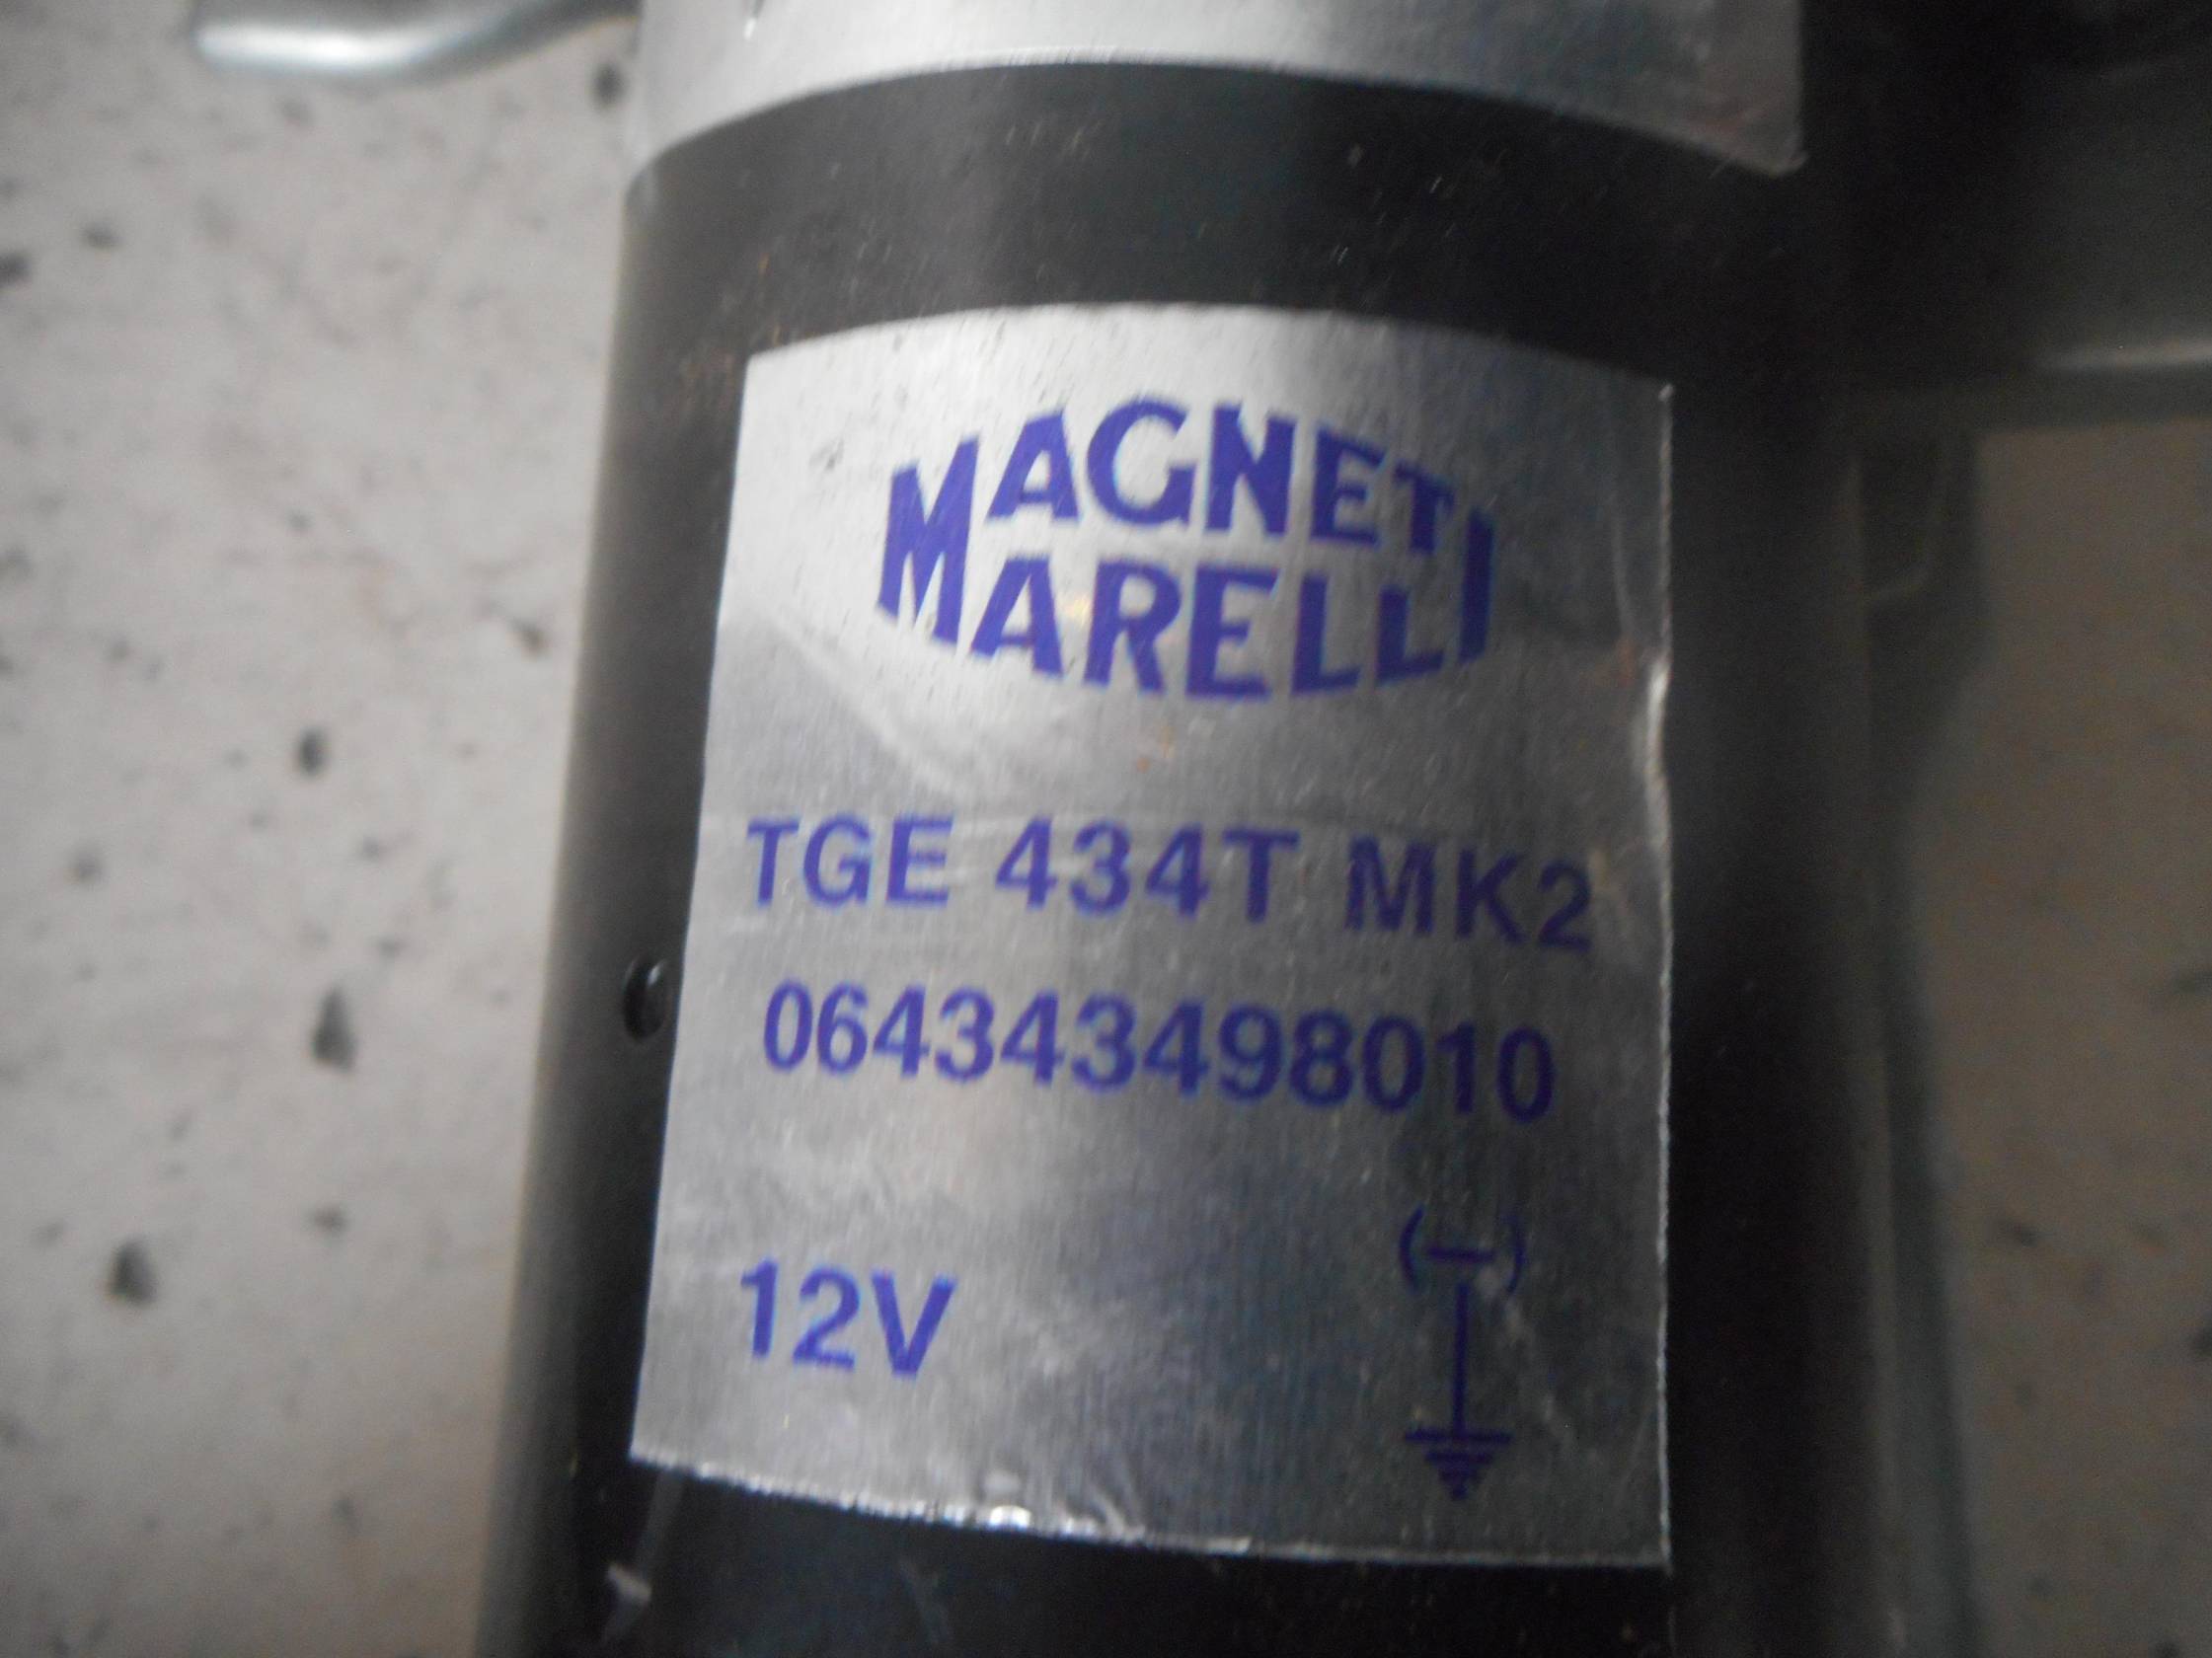 MAGNETI
MARELLI
TGE 434T MK2
064343498010
12V (–)